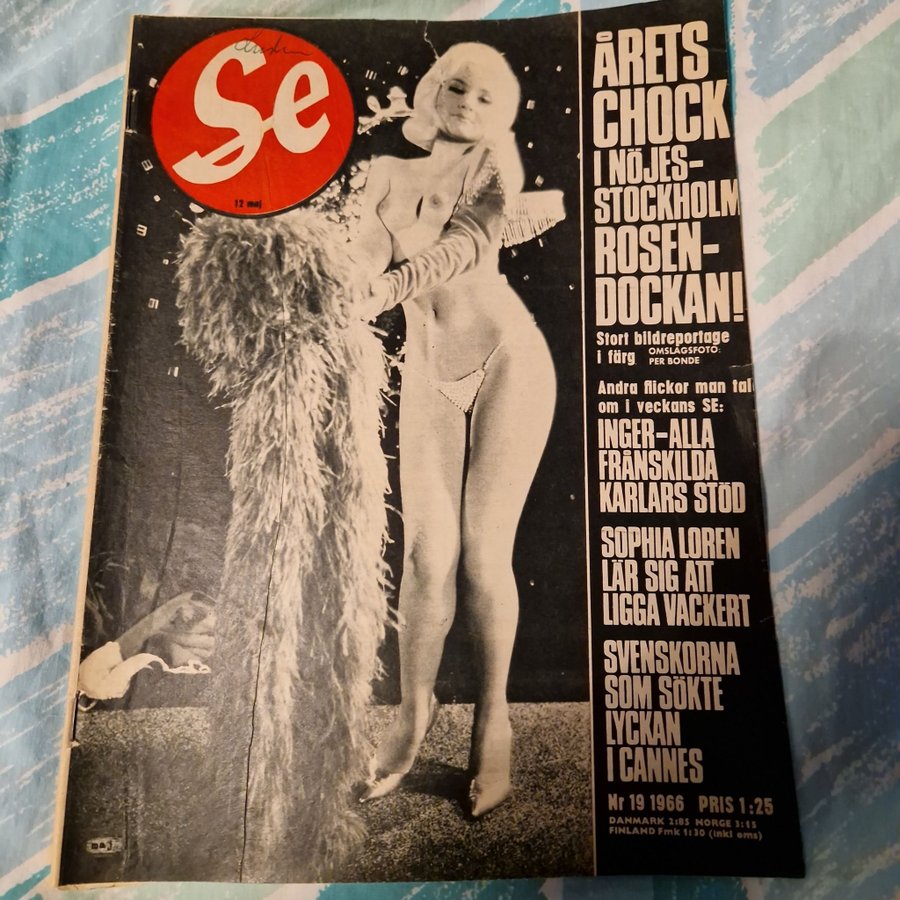 Se
12 maj
ÅRETS
CHOCK
I NÖJES-
STOCKHOLM
ROSEN-
DOCKAN!
Stort bildreportage
i färg
OMSLAGSFOTO:
PER BONDE
Andra flickor man tal
om i veckans SE:
INGER-ALLA
FRÅNSKILDA
KARLARS STÖD
SOPHIA LOREN
LÄR SIG ATT
LIGGA VACKERT
SVENSKORNA
SOM SÖKTE
LYCKAN
I CANNES
Nr 19 1966 PRIS 1:25
DANMARK 2:85 NORGE 3:15
FINLAND Fmk 1:30 (inkl oms)
maj